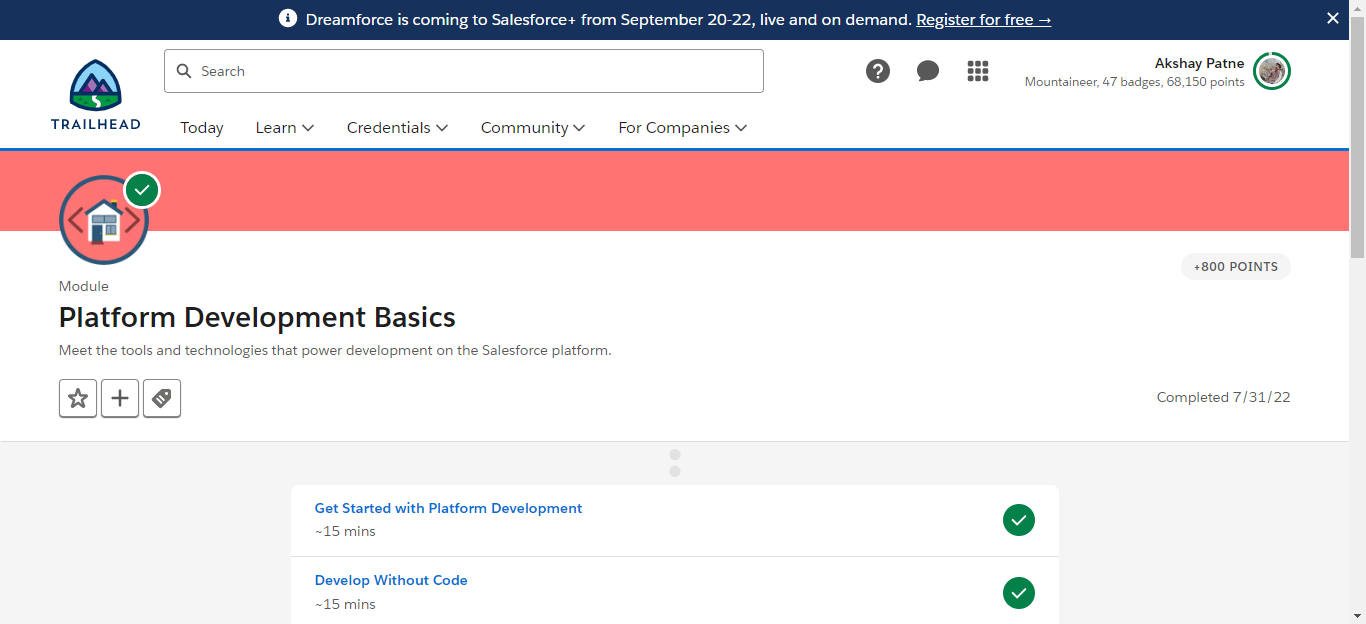 Dreamforce is coming to Salesforce+ from September 20-22, live and on demand. Register for free →
Search
Akshay Patne
Mountaineer, 47 badges, 68,150 points
TRAILHEAD
Today Learn Credentials Community For Companies
+800 POINTS
Module
Platform Development Basics
Meet the tools and technologies that power development on the Salesforce platform.
Completed 7/31/22
Get Started with Platform Development
~15 mins
Develop Without Code
~15 mins